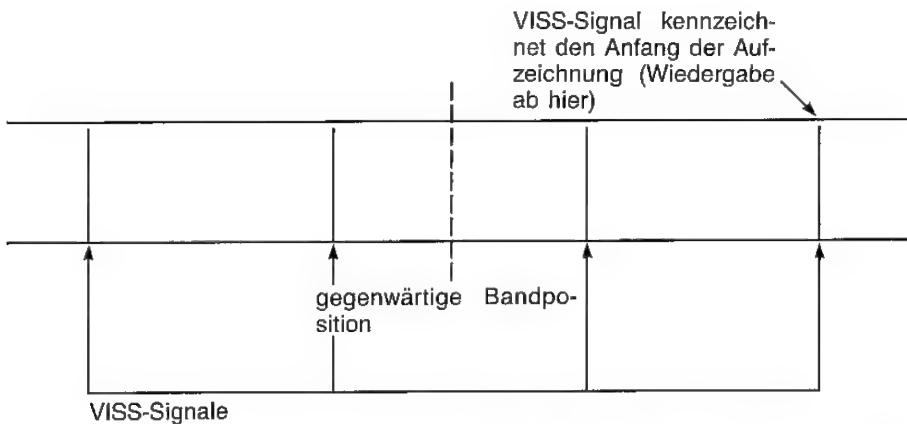 VISS-Signal kennzeich-
net den Anfang der Auf-
zeichnung (Wiedergabe
ab hier)
gegenwärtige Bandpo-
sition
VISS-Signale